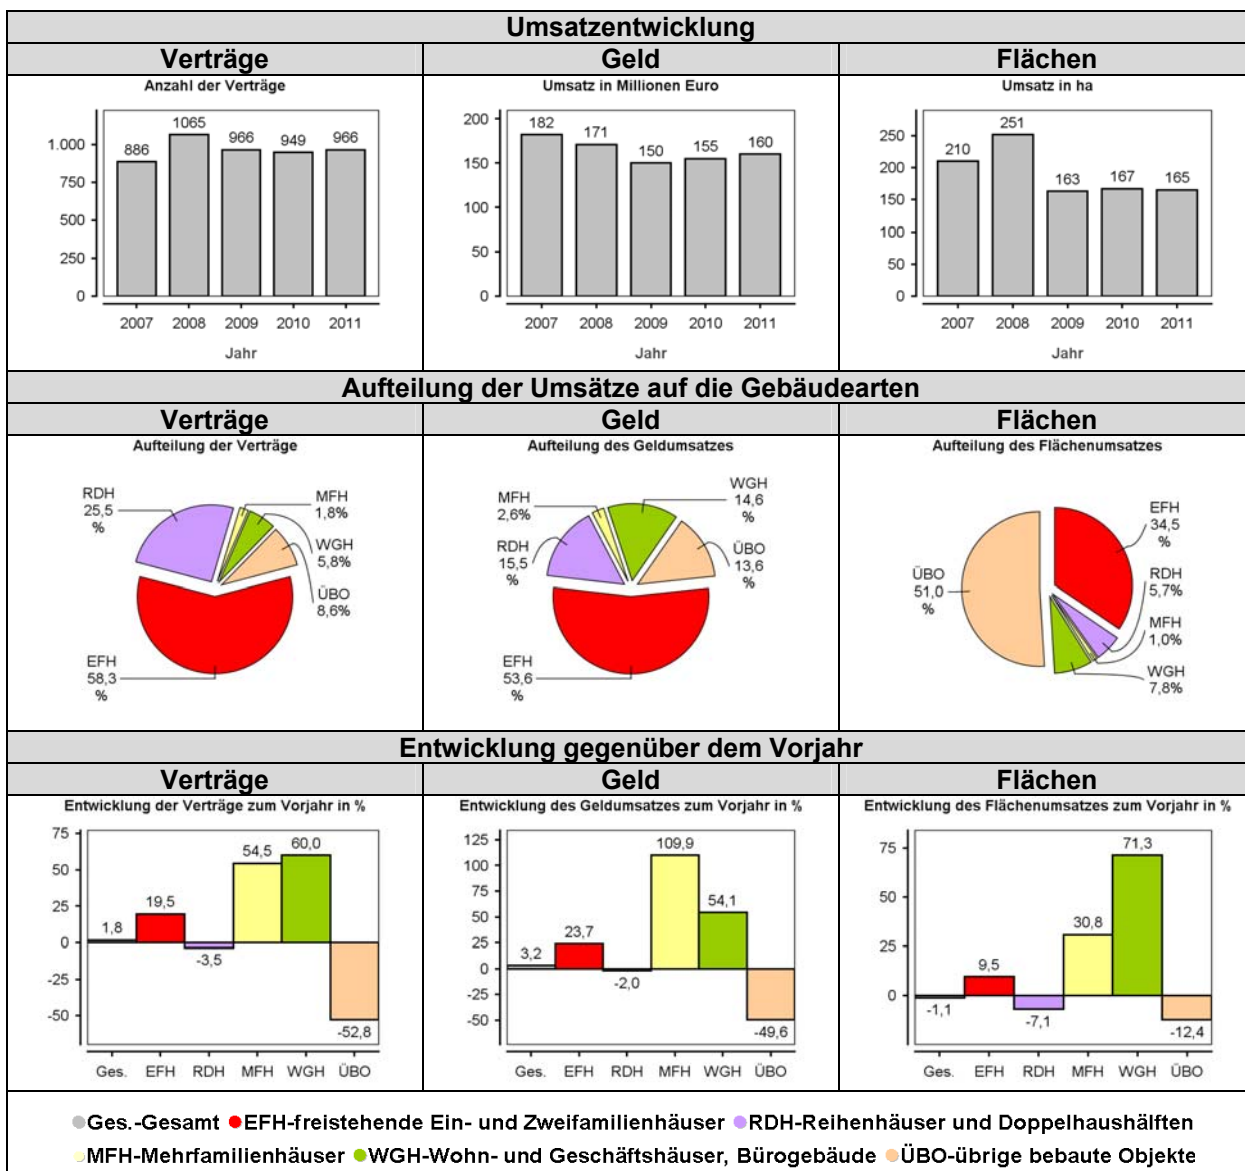 Umsatzentwicklung
Verträge
Geld
Flächen
Anzahl der Verträge
1.000
750
500
250
0
886
1065
966
949
966
2007 2008 2009 2010 2011
Jahr
Umsatz in Millionen Euro
200
150
100
50
0
182
171
150
155
160
2007 2008 2009 2010 2011
Jahr
Umsatz in ha
250
200
150
100
50
0
210
251
163
167
165
2007 2008 2009 2010 2011
Jahr
Aufteilung der Umsätze auf die Gebäudearten
Verträge
Geld
Flächen
Aufteilung der Verträge
RDH
25,5
%
MFH
1,8%
WGH
5,8%
ÜBO
8,6%
EFH
58,3
%
Aufteilung des Geldumsatzes
MFH
2,6%
WGH
14,6
%
RDH
15,5
%
ÜBO
13,6
%
EFH
53,6
%
Aufteilung des Flächenumsatzes
EFH
34,5
%
ÜBO
51,0
%
RDH
5,7%
MFH
1,0%
WGH
7,8%
Entwicklung gegenüber dem Vorjahr
Verträge
Geld
Flächen
Entwicklung der Verträge zum Vorjahr in %
75
50
25
0
-25
-50
1,8
19,5
-3,5
54,5
60,0
-52,8
Ges. EFH RDH MFH WGH ÜBO
Entwicklung des Geldumsatzes zum Vorjahr in %
125
100
75
50
25
0
-25
-50
3,2
23,7
-2,0
109,9
54,1
-49,6
Ges. EFH RDH MFH WGH ÜBO
Entwicklung des Flächenumsatzes zum Vorjahr in %
75
50
25
0
-1,1
9,5
-7,1
30,8
71,3
-12,4
Ges. EFH RDH MFH WGH ÜBO
Ges.-Gesamt EFH-freistehende Ein- und Zweifamilienhäuser RDH-Reihenhäuser und Doppelhaushälften
MFH-Mehrfamilienhäuser WGH-Wohn- und Geschäftshäuser, Bürogebäude ÜBO-übrige bebaute Objekte